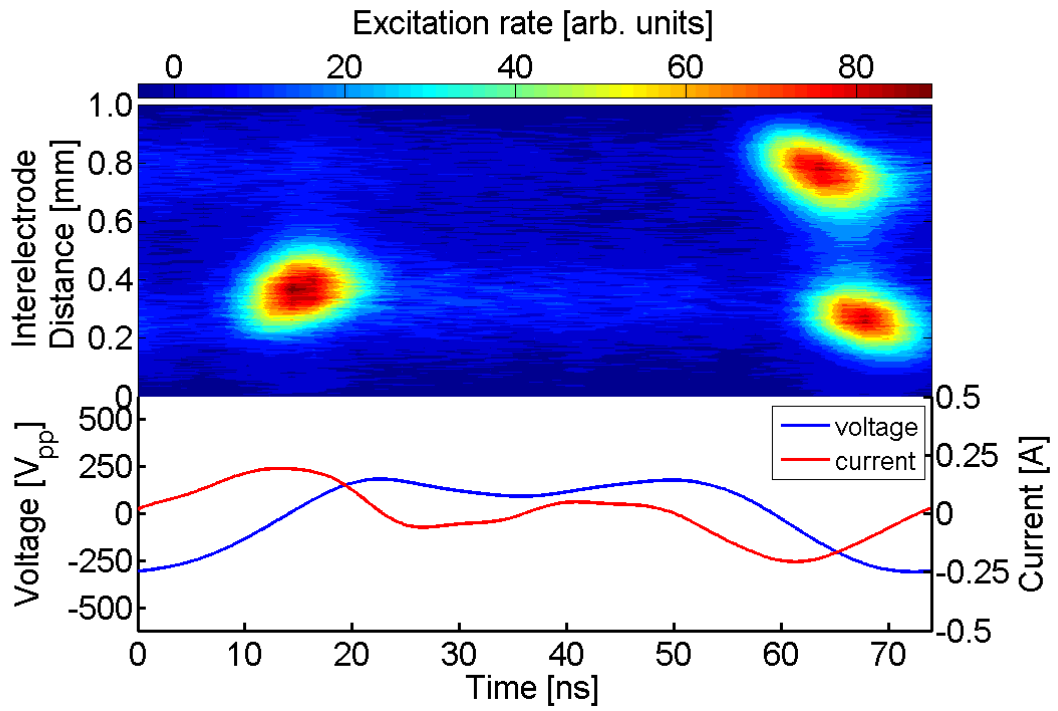 Excitation rate [arb. units]
0 20 40 60 80
Interelectrode
Distance [mm]
1.0
0.8
0.6
0.4
0.2
0
Voltage [Vpp]
500
250
0
-250
-500
voltage
current
0.5
0.25
0
-0.25
-0.5
Current [A]
0 10 20 30 40 50 60 70
Time [ns]